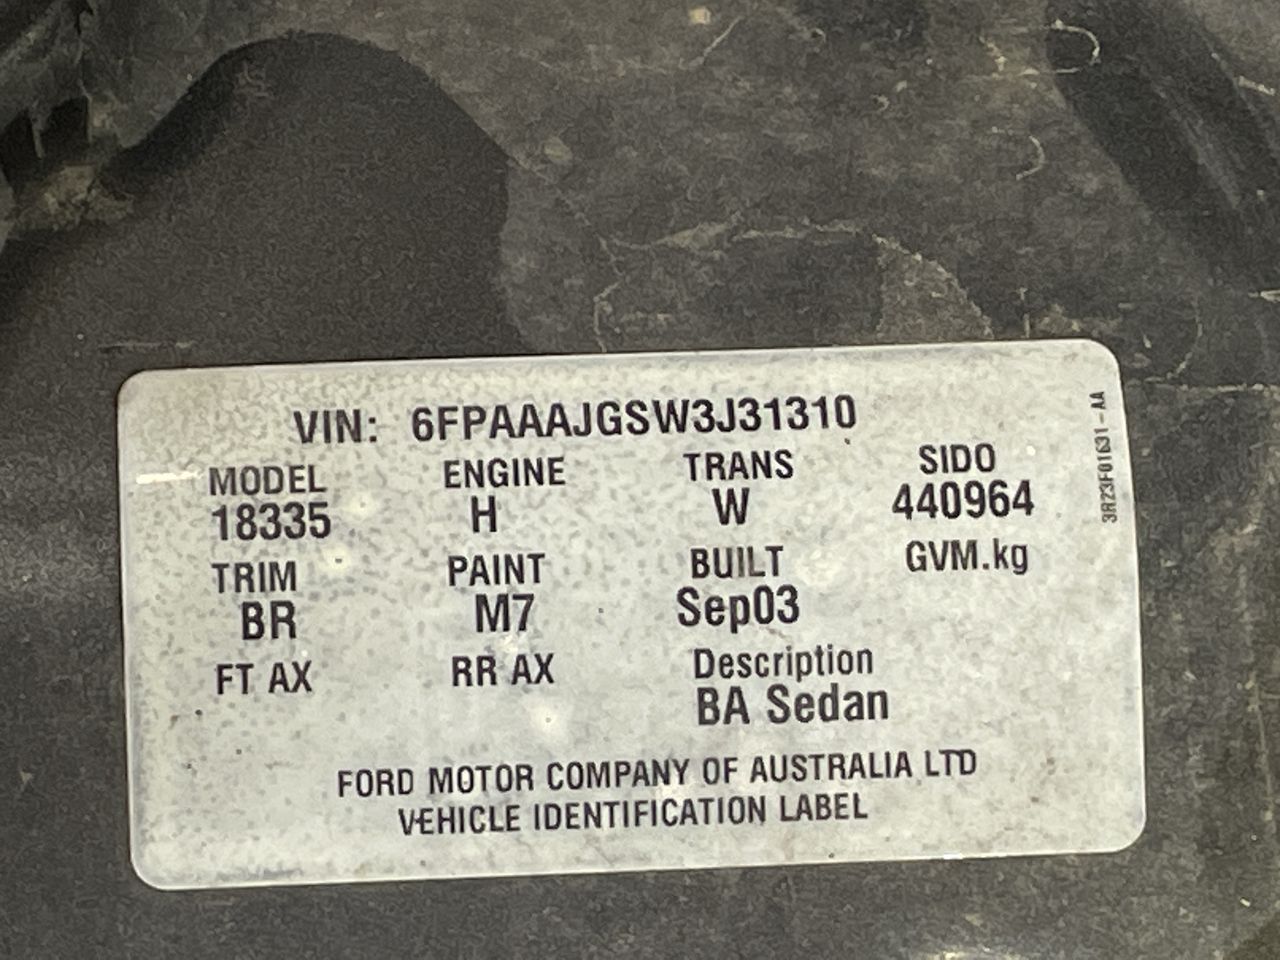 VIN: 6FPAAAJGSW3J31310
MODEL ENGINE TRANS SIDO
18335 H W 440964
TRIM PAINT BUILT GVM.kg
BR M7 Sep03
FT AX RR AX Description
BA Sedan
FORD MOTOR COMPANY OF AUSTRALIA LTD
VEHICLE IDENTIFICATION LABEL
3R23F01631-AA